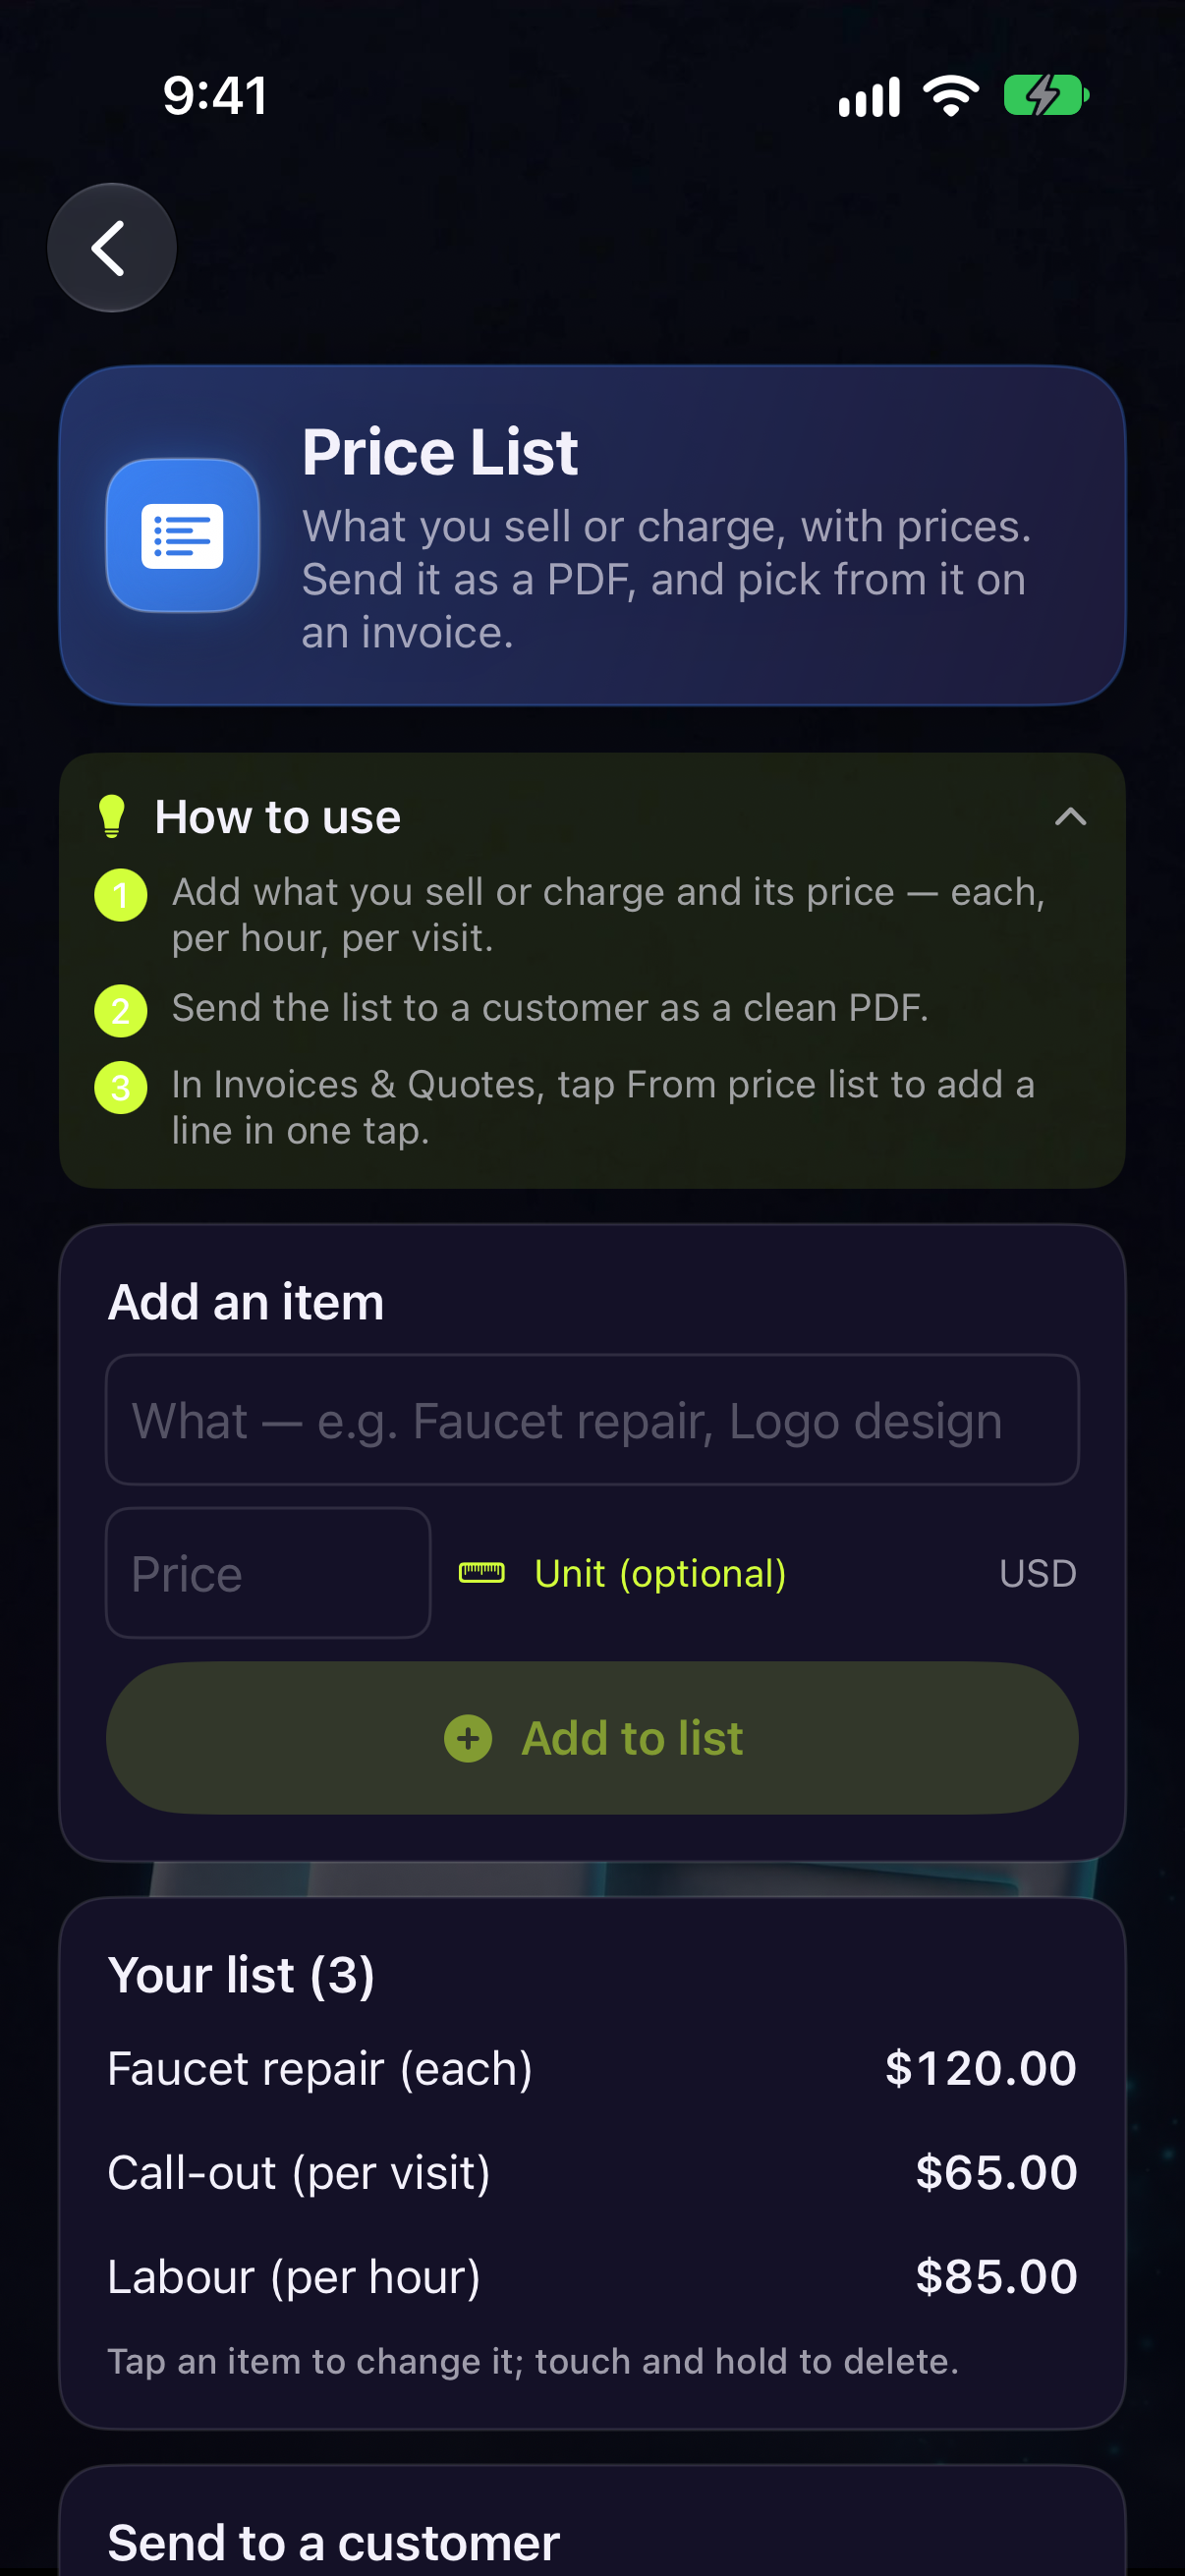 9:41
Price List
What you sell or charge, with prices.
Send it as a PDF, and pick from it on
an invoice.
How to use
1 Add what you sell or charge and its price — each,
per hour, per visit.
2 Send the list to a customer as a clean PDF.
3 In Invoices & Quotes, tap From price list to add a
line in one tap.
Add an item
What — e.g. Faucet repair, Logo design
Price Unit (optional) USD
Add to list
Your list (3)
Faucet repair (each) $120.00
Call-out (per visit) $65.00
Labour (per hour) $85.00
Tap an item to change it; touch and hold to delete.
Send to a customer